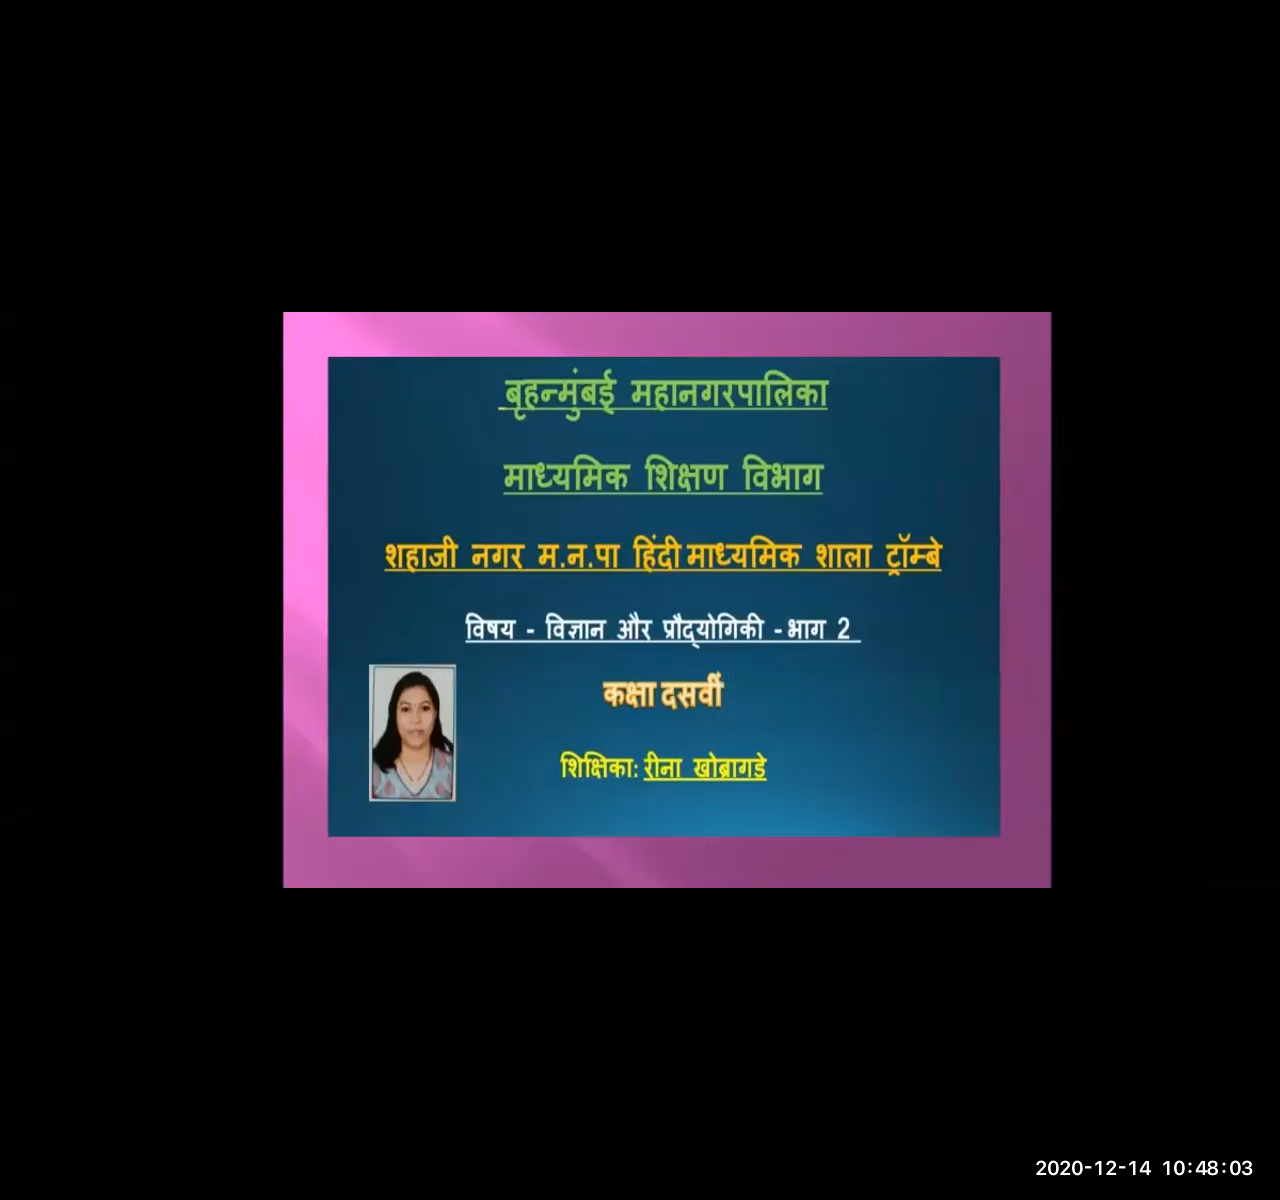 बृहन्मुंबई महानगरपालिका
माध्यमिक शिक्षण विभाग
शहाजी नगर म.न.पा हिंदी माध्यमिक शाला ट्रॉम्बे
विषय - विज्ञान और प्रौद्योगिकी - भाग 2
कक्षा दसवीं
शिक्षिका: रीना खोब्रागडे
2020-12-14 10:48:03